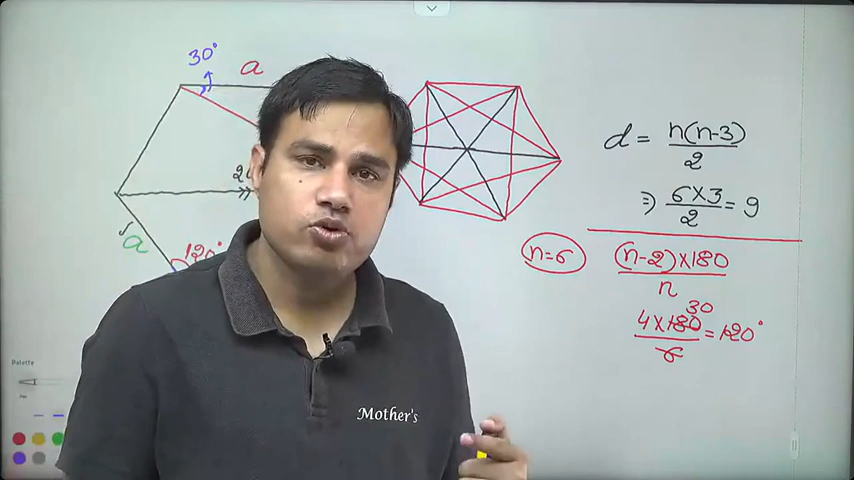 30°
a
a
120°
d = n(n-3)/2
⇒ 6×3/2 = 9
n=6
(n-2)×180/n
30
4×180/6 = 120°
Mother's
Palette